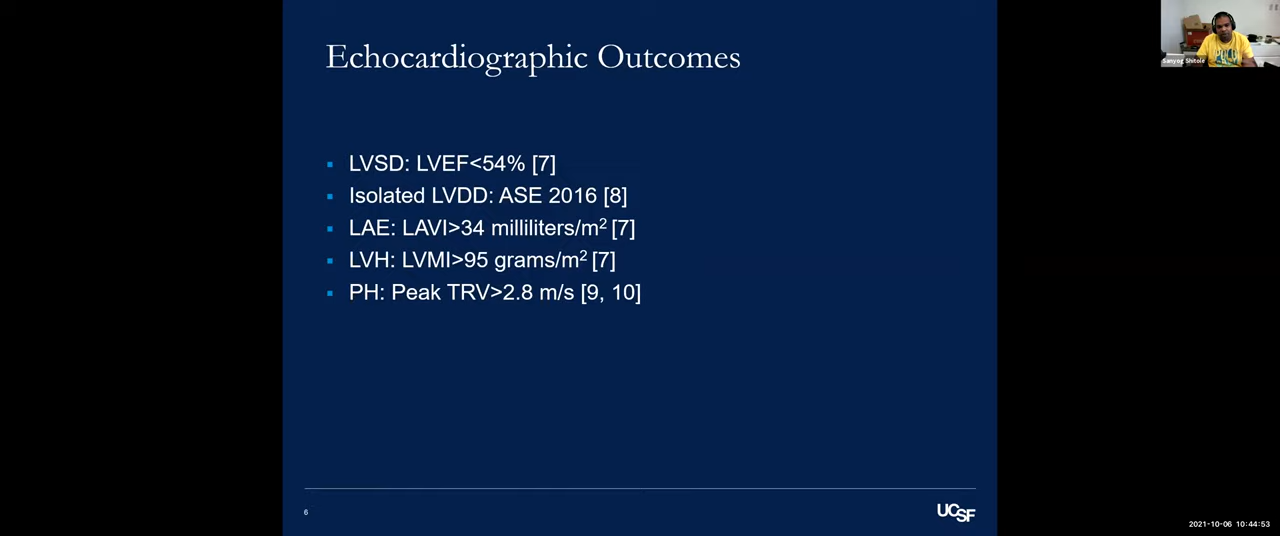 Echocardiographic Outcomes
Sanyog Shitole
LVSD: LVEF<54% [7]
Isolated LVDD: ASE 2016 [8]
LAE: LAVI>34 milliliters/m² [7]
LVH: LVMI>95 grams/m² [7]
PH: Peak TRV>2.8 m/s [9, 10]
6
UCSF
2021-10-06 10:44:53